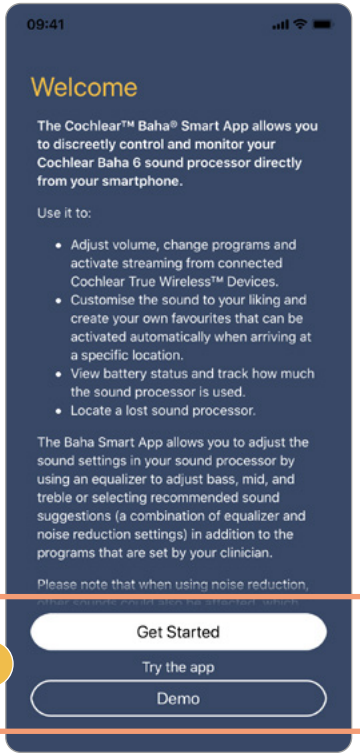 09:41
Welcome
The Cochlear™ Baha® Smart App allows you
to discreetly control and monitor your
Cochlear Baha 6 sound processor directly
from your smartphone.
Use it to:
• Adjust volume, change programs and
activate streaming from connected
Cochlear True Wireless™ Devices.
• Customise the sound to your liking and
create your own favourites that can be
activated automatically when arriving at
a specific location.
• View battery status and track how much
the sound processor is used.
• Locate a lost sound processor.
The Baha Smart App allows you to adjust the
sound settings in your sound processor by
using an equalizer to adjust bass, mid, and
treble or selecting recommended sound
suggestions (a combination of equalizer and
noise reduction settings) in addition to the
programs that are set by your clinician.
Please note that when using noise reduction,
other sounds could also be affected, which
Get Started
Try the app
Demo